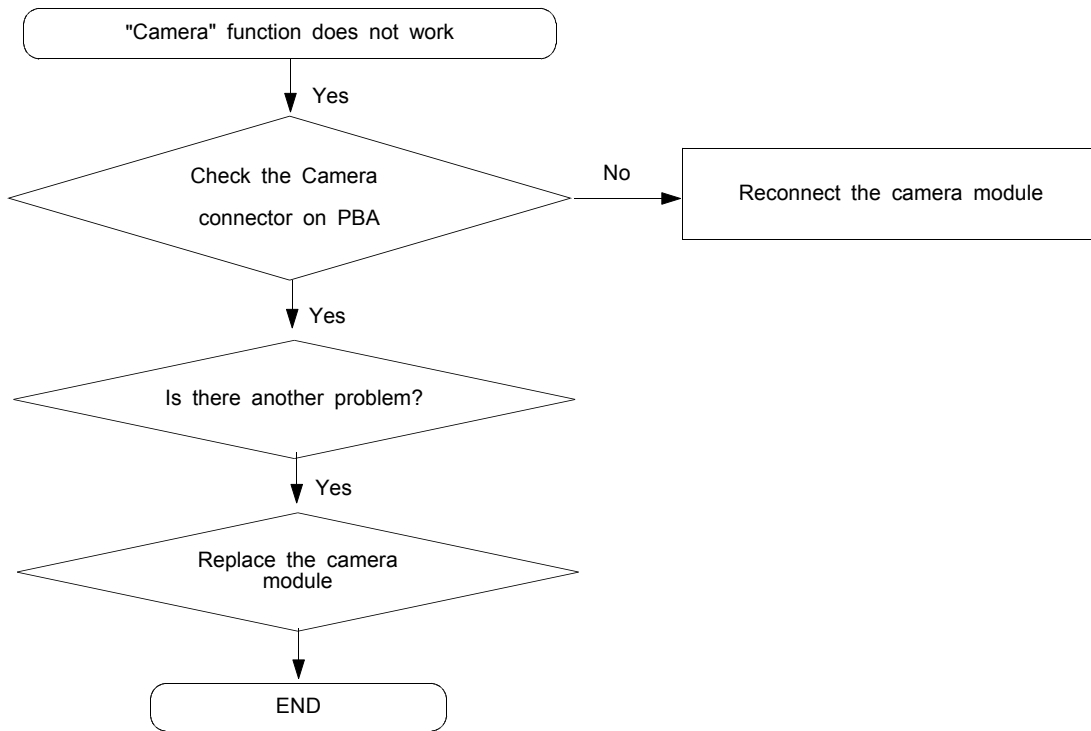 "Camera" function does not work
Yes
Check the Camera
connector on PBA
No
Reconnect the camera module
Yes
Is there another problem?
Yes
Replace the camera
module
END